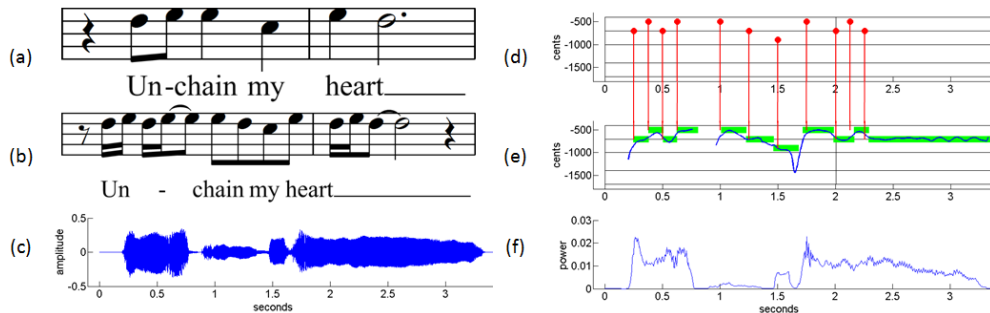 (a)
Un-chain my heart
(b)
Un - chain my heart
(c)
amplitude
0.5
0
-0.5
0 0.5 1 1.5 2 2.5 3
seconds
(d)
cents
-500
-1000
-1500
0 0.5 1 1.5 2 2.5 3
(e)
cents
-500
-1000
-1500
0 0.5 1 1.5 2 2.5 3
(f)
power
0.03
0.02
0.01
0
0 0.5 1 1.5 2 2.5 3
seconds